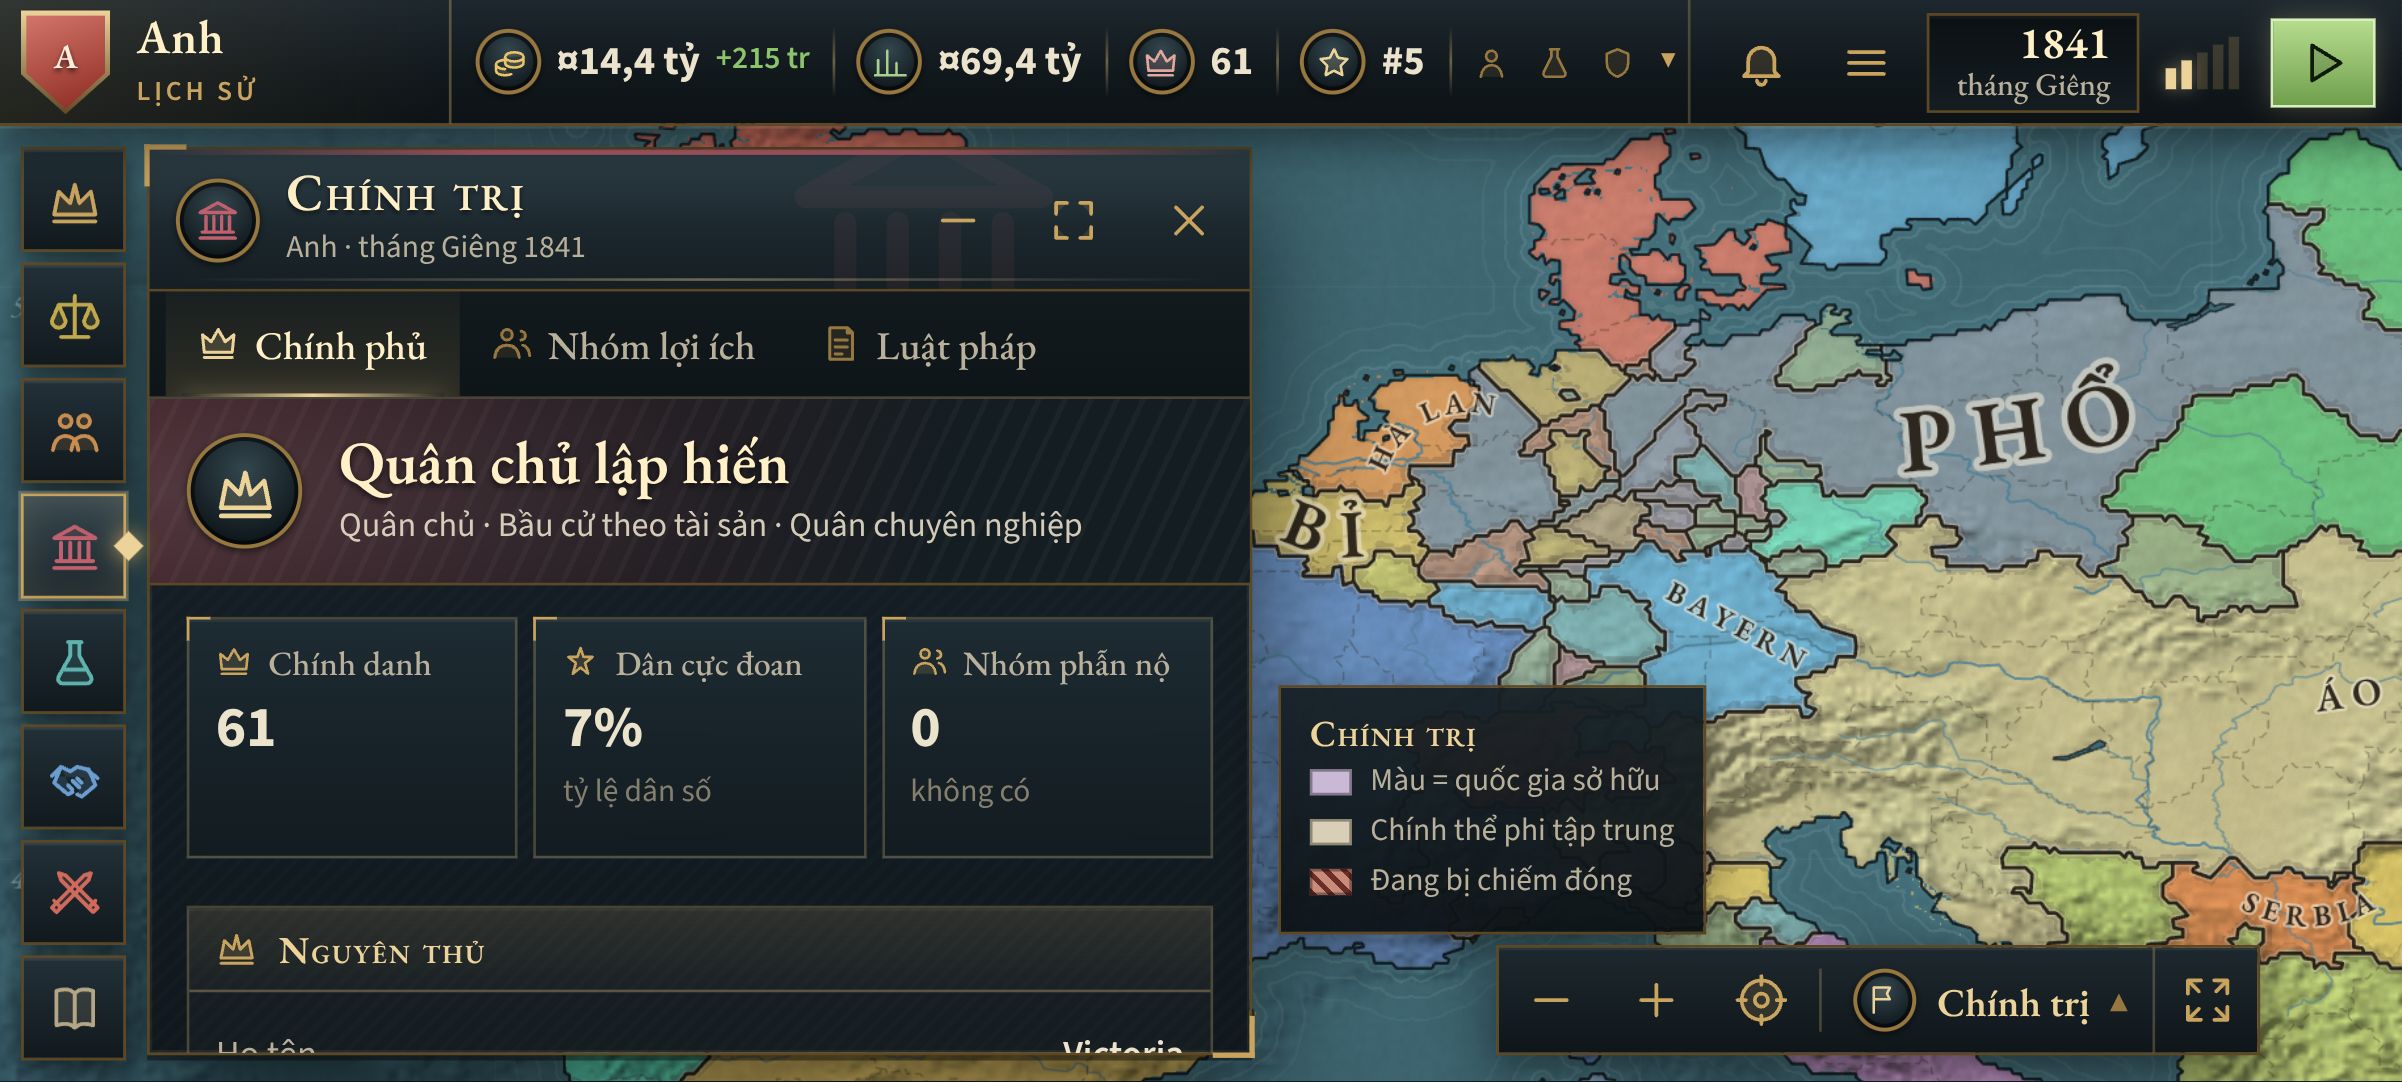 A
Anh
LỊCH SỬ
¤14,4 tỷ +215 tr
¤69,4 tỷ
61
#5
1841
tháng Giêng
Chính trị
Anh · tháng Giêng 1841
Chính phủ
Nhóm lợi ích
Luật pháp
Quân chủ lập hiến
Quân chủ · Bầu cử theo tài sản · Quân chuyên nghiệp
Chính danh
61
Dân cực đoan
7%
tỷ lệ dân số
Nhóm phẫn nộ
0
không có
Nguyên thủ
Họ tên
Victoria
HÀ LAN
BỈ
PHỔ
BAYERN
ÁO
SERBIA
Chính trị
Màu = quốc gia sở hữu
Chính thể phi tập trung
Đang bị chiếm đóng
Chính trị